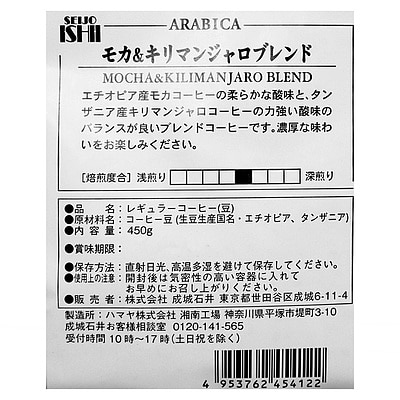 SEIJO
ISHII
ARABICA
モカ&キリマンジャロブレンド
MOCHA&KILIMANJARO BLEND
エチオピア産モカコーヒーの柔らかな酸味と、タン
ザニア産キリマンジャロコーヒーの力強い酸味の
バランスが良いブレンドコーヒーです。濃厚な味わ
いをお楽しみください。
[焙煎度合] 浅煎り 深煎り
●品 名：レギュラーコーヒー(豆)
●原材料名：コーヒー豆 (生豆生産国名・エチオピア、タンザニア)
●内 容 量：450g
●賞味期限：
●保存方法：直射日光、高温多湿を避けて保存してください。
●使用上の注意：開封後は気密性の高い容器に入れて
お早めにお召し上がりください。
●販 売 者：株式会社 成城石井 東京都世田谷区成城6-11-4
製造所：ハマヤ株式会社 湘南工場 神奈川県平塚市堤町3-10
成城石井お客様相談室 0120-141-565
受付時間 10時〜17時(土日祝を除く)
4 953762 454122